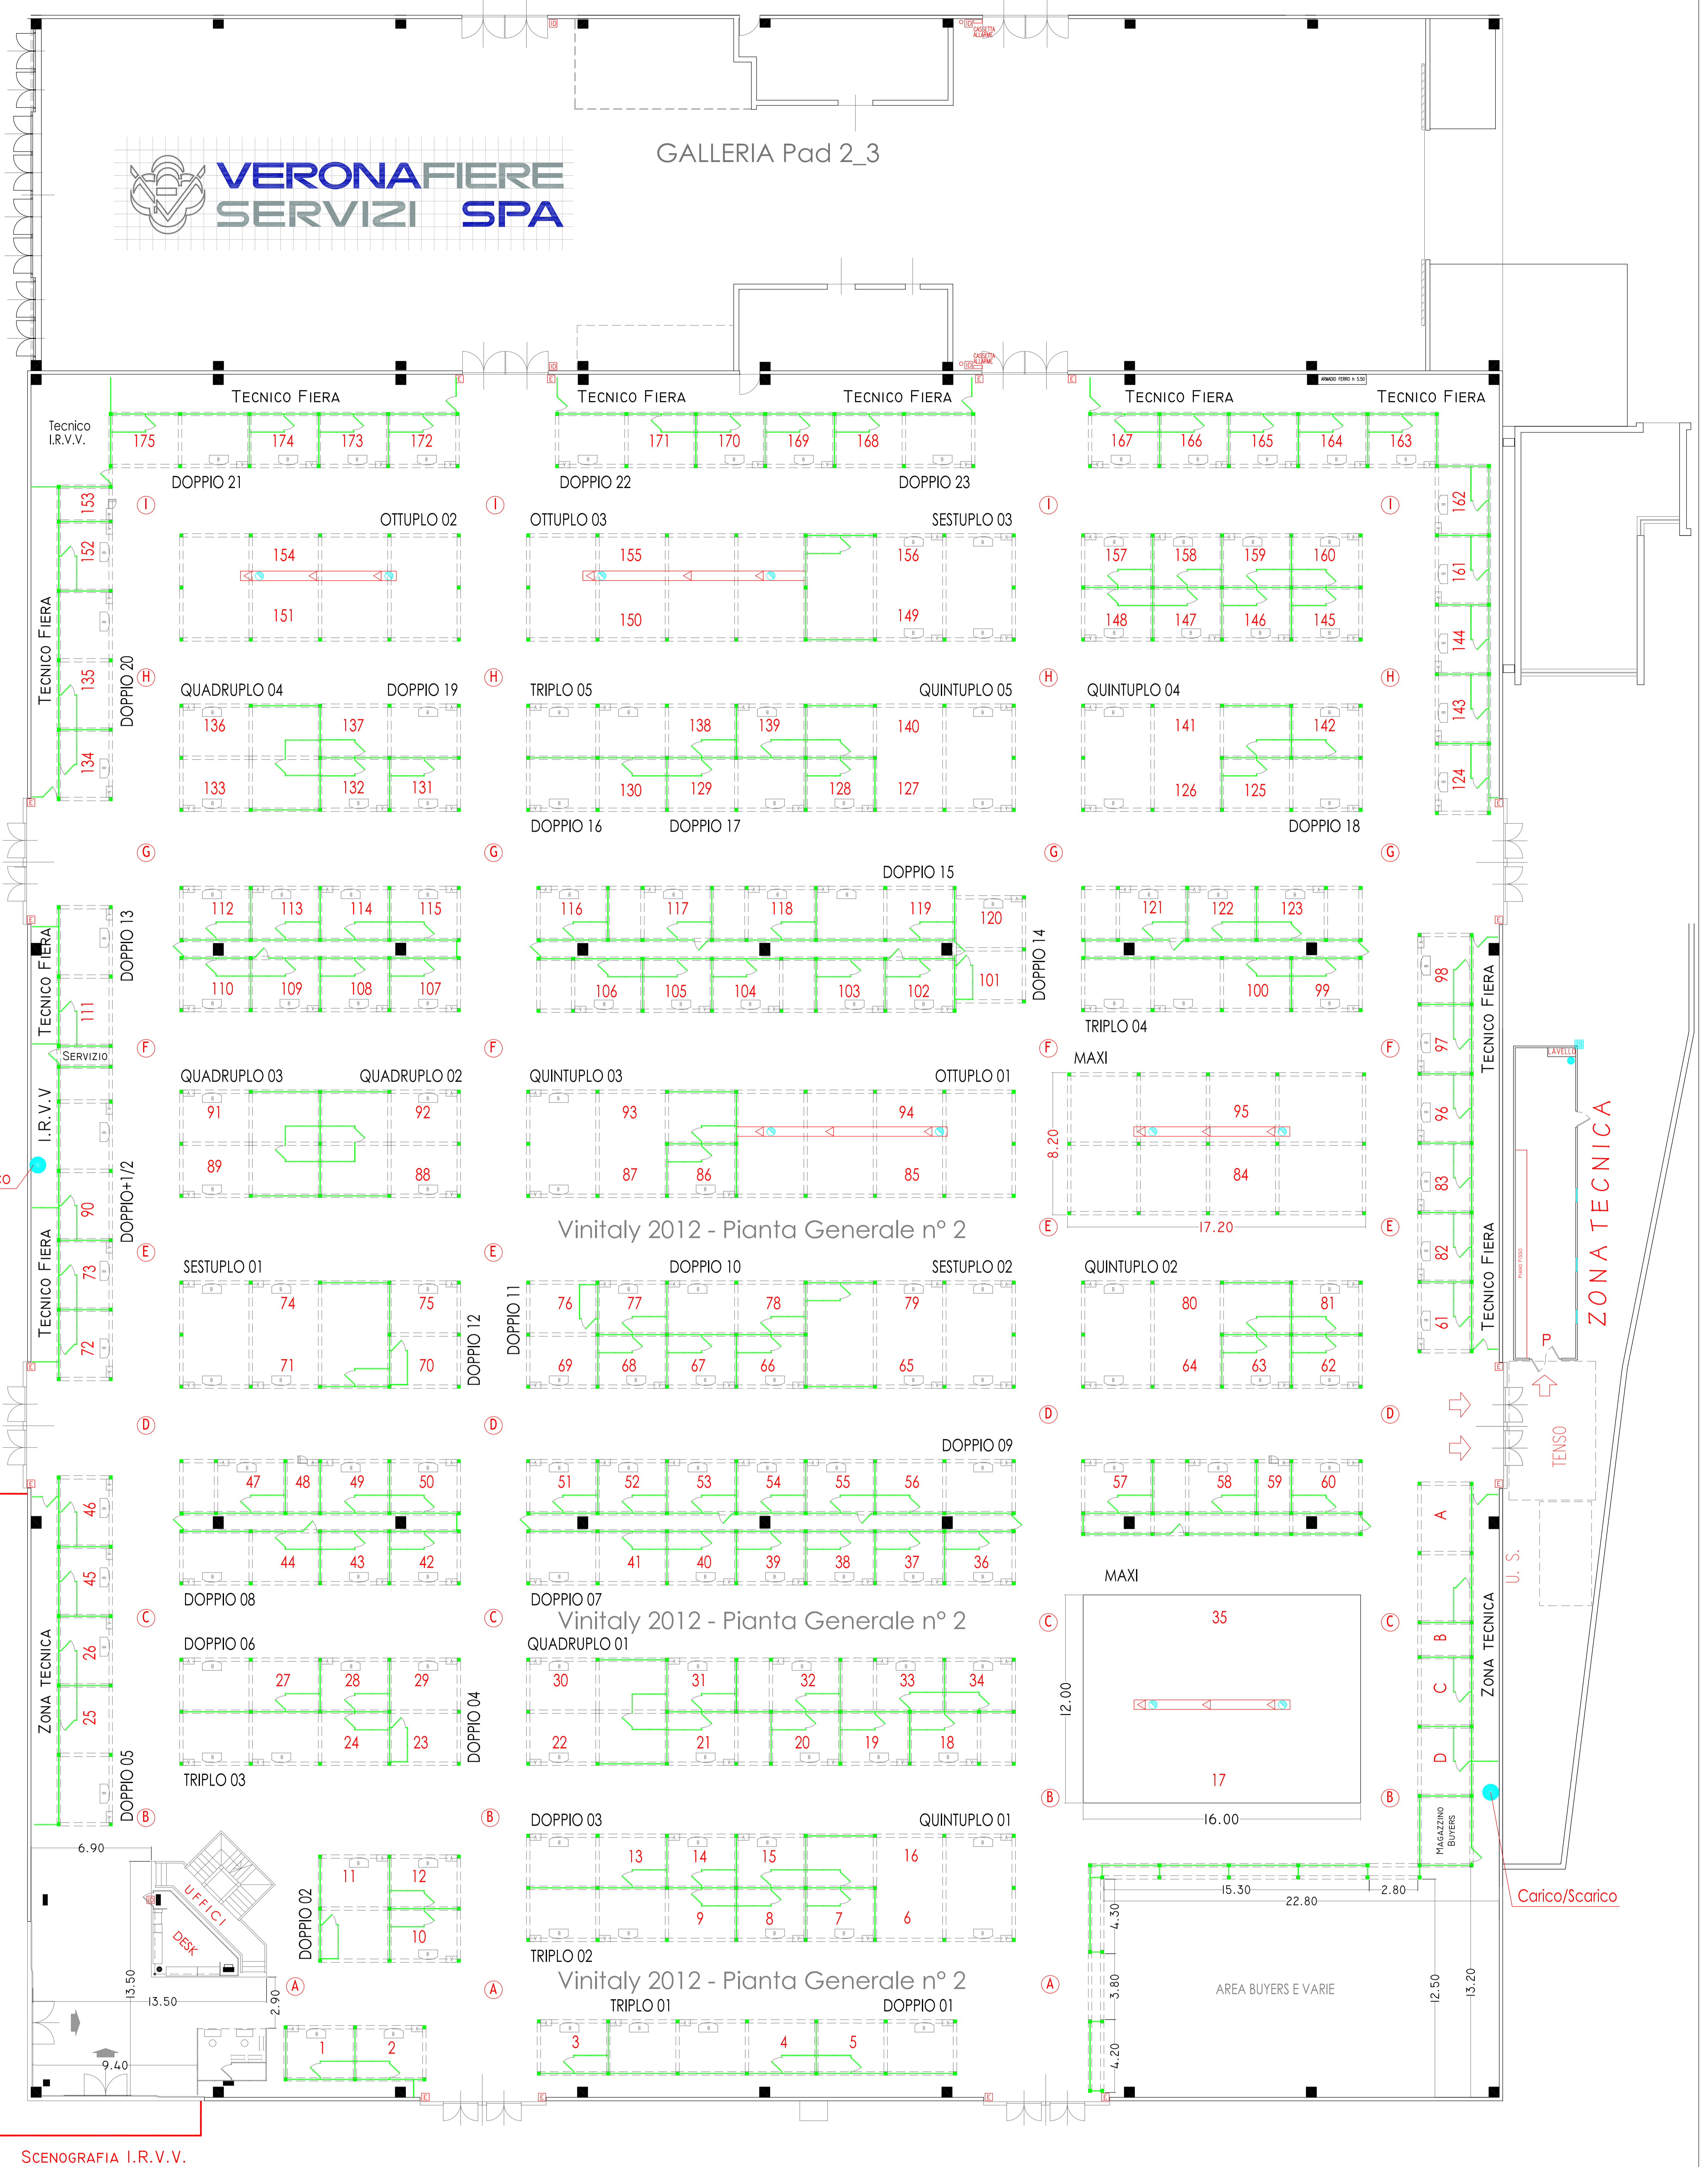 CASSETTA
ALLARME
VERONAFIERE
SERVIZI SPA
GALLERIA Pad 2_3
CASSETTA
ALLARME
ARMADIO FERRO h 3.50
TECNICO FIERA TECNICO FIERA TECNICO FIERA TECNICO FIERA TECNICO FIERA
Tecnico
I.R.V.V.
175 174 173 172 171 170 169 168 167 166 165 164 163
DOPPIO 21 DOPPIO 22 DOPPIO 23
153 I I I I 162
OTTUPLO 02 OTTUPLO 03 SESTUPLO 03
152 154 155 156 157 158 159 160 161
TECNICO FIERA
151 150 149 148 147 146 145 144
135 DOPPIO 20 H H H H
QUADRUPLO 04 DOPPIO 19 TRIPLO 05 QUINTUPLO 05 QUINTUPLO 04
136 137 138 139 140 141 142 143
134 133 132 131 130 129 128 127 126 125 124
DOPPIO 16 DOPPIO 17 DOPPIO 18
G G G G
DOPPIO 15
DOPPIO 13 112 113 114 115 116 117 118 119 120 121 122 123
TECNICO FIERA DOPPIO 14 TECNICO FIERA
111 110 109 108 107 106 105 104 103 102 101 100 99 98
TRIPLO 04
SERVIZIO F F F F 97
MAXI
LAVELLO
I.R.V.V
QUADRUPLO 03 QUADRUPLO 02 QUINTUPLO 03 OTTUPLO 01
91 92 93 94 95 96
8.20
ZONA TECNICA
90 DOPPIO+1/2 89 88 87 86 85 84 83
17.20
Vinitaly 2012 - Pianta Generale n° 2
E E E E
TECNICO FIERA 73 82 TECNICO FIERA
PIANO FISSO
SESTUPLO 01 DOPPIO 10 SESTUPLO 02 QUINTUPLO 02
74 75 DOPPIO 11 76 77 78 79 80 81
72 71 70 DOPPIO 12 69 68 67 66 65 64 63 62 61
P
D D D D
TENSO
DOPPIO 09
46 47 48 49 50 51 52 53 54 55 56 57 58 59 60 A
45 44 43 42 41 40 39 38 37 36
U. S.
DOPPIO 08 DOPPIO 07 MAXI
C C C C
Vinitaly 2012 - Pianta Generale n° 2
35
ZONA TECNICA 26 B ZONA TECNICA
DOPPIO 06 QUADRUPLO 01
27 28 29 30 31 32 33 34 C
12.00
25 24 23 DOPPIO 04 22 21 20 19 18 D
TRIPLO 03 17
DOPPIO 05
B B B B
16.00
MAGAZZINO
BUYERS
DOPPIO 03 QUINTUPLO 01
6.90
11 12 13 14 15 16
15.30 2.80
22.80
Carico/Scarico
UFFICI
DESK
DOPPIO 02 10 9 8 7 6
4.30
TRIPLO 02
Vinitaly 2012 - Pianta Generale n° 2
A A A
13.50
13.50
2.90
3.80
AREA BUYERS E VARIE
12.50
13.20
TRIPLO 01 DOPPIO 01
1 2 3 4 5
9.40
4.20
SCENOGRAFIA I.R.V.V.